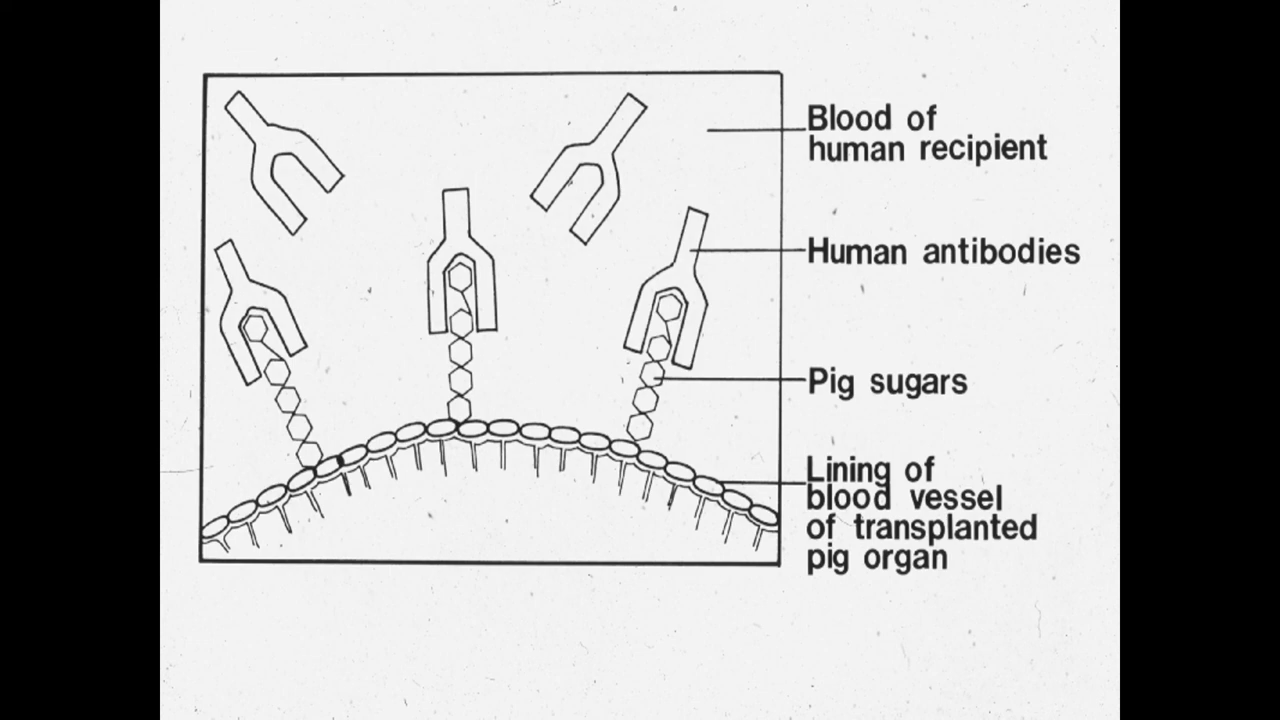 Blood of
human recipient
Human antibodies
Pig sugars
Lining of
blood vessel
of transplanted
pig organ